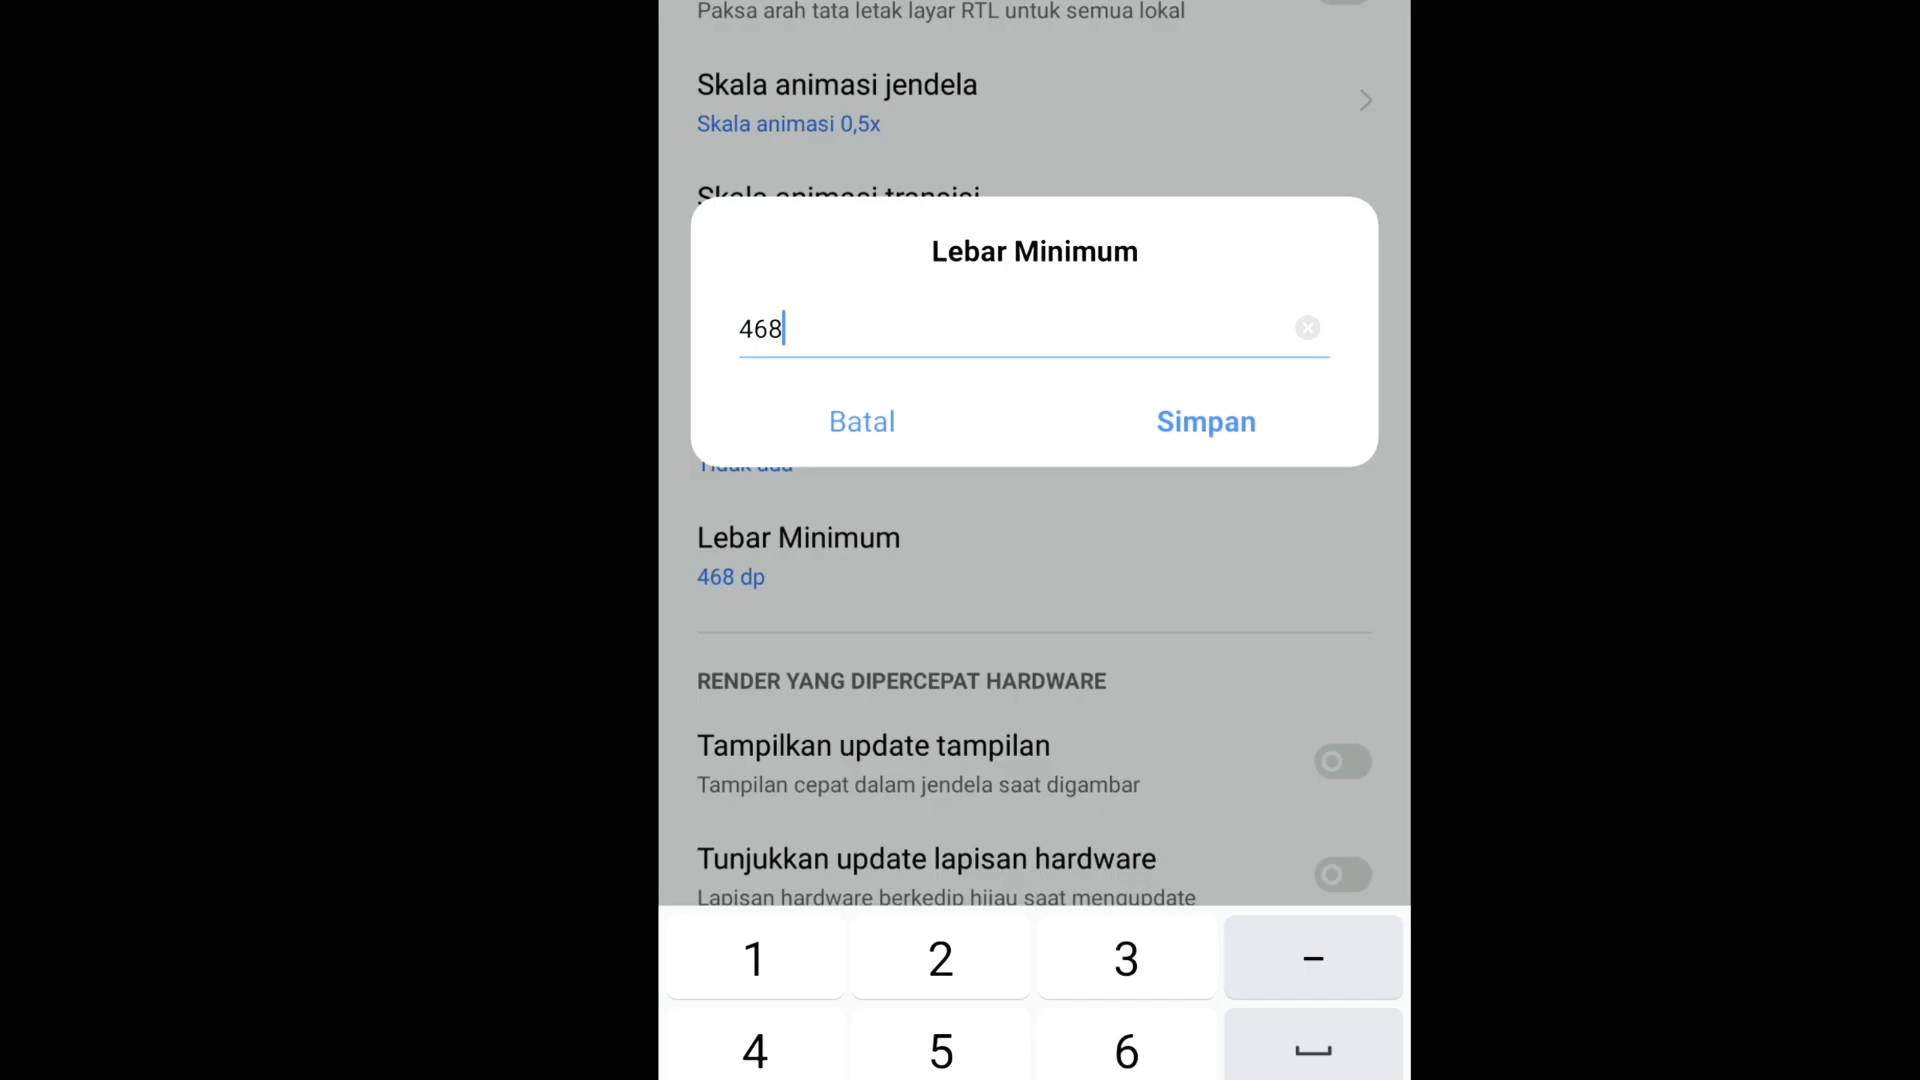 Paksa arah tata letak layar RTL untuk semua lokal
Skala animasi jendela
Skala animasi 0,5x
Skala animasi transisi
Lebar Minimum
468
Batal
Simpan
Tidak ada
Lebar Minimum
468 dp
RENDER YANG DIPERCEPAT HARDWARE
Tampilkan update tampilan
Tampilan cepat dalam jendela saat digambar
Tunjukkan update lapisan hardware
Lapisan hardware berkedip hijau saat mengupdate
1 2 3 –
4 5 6